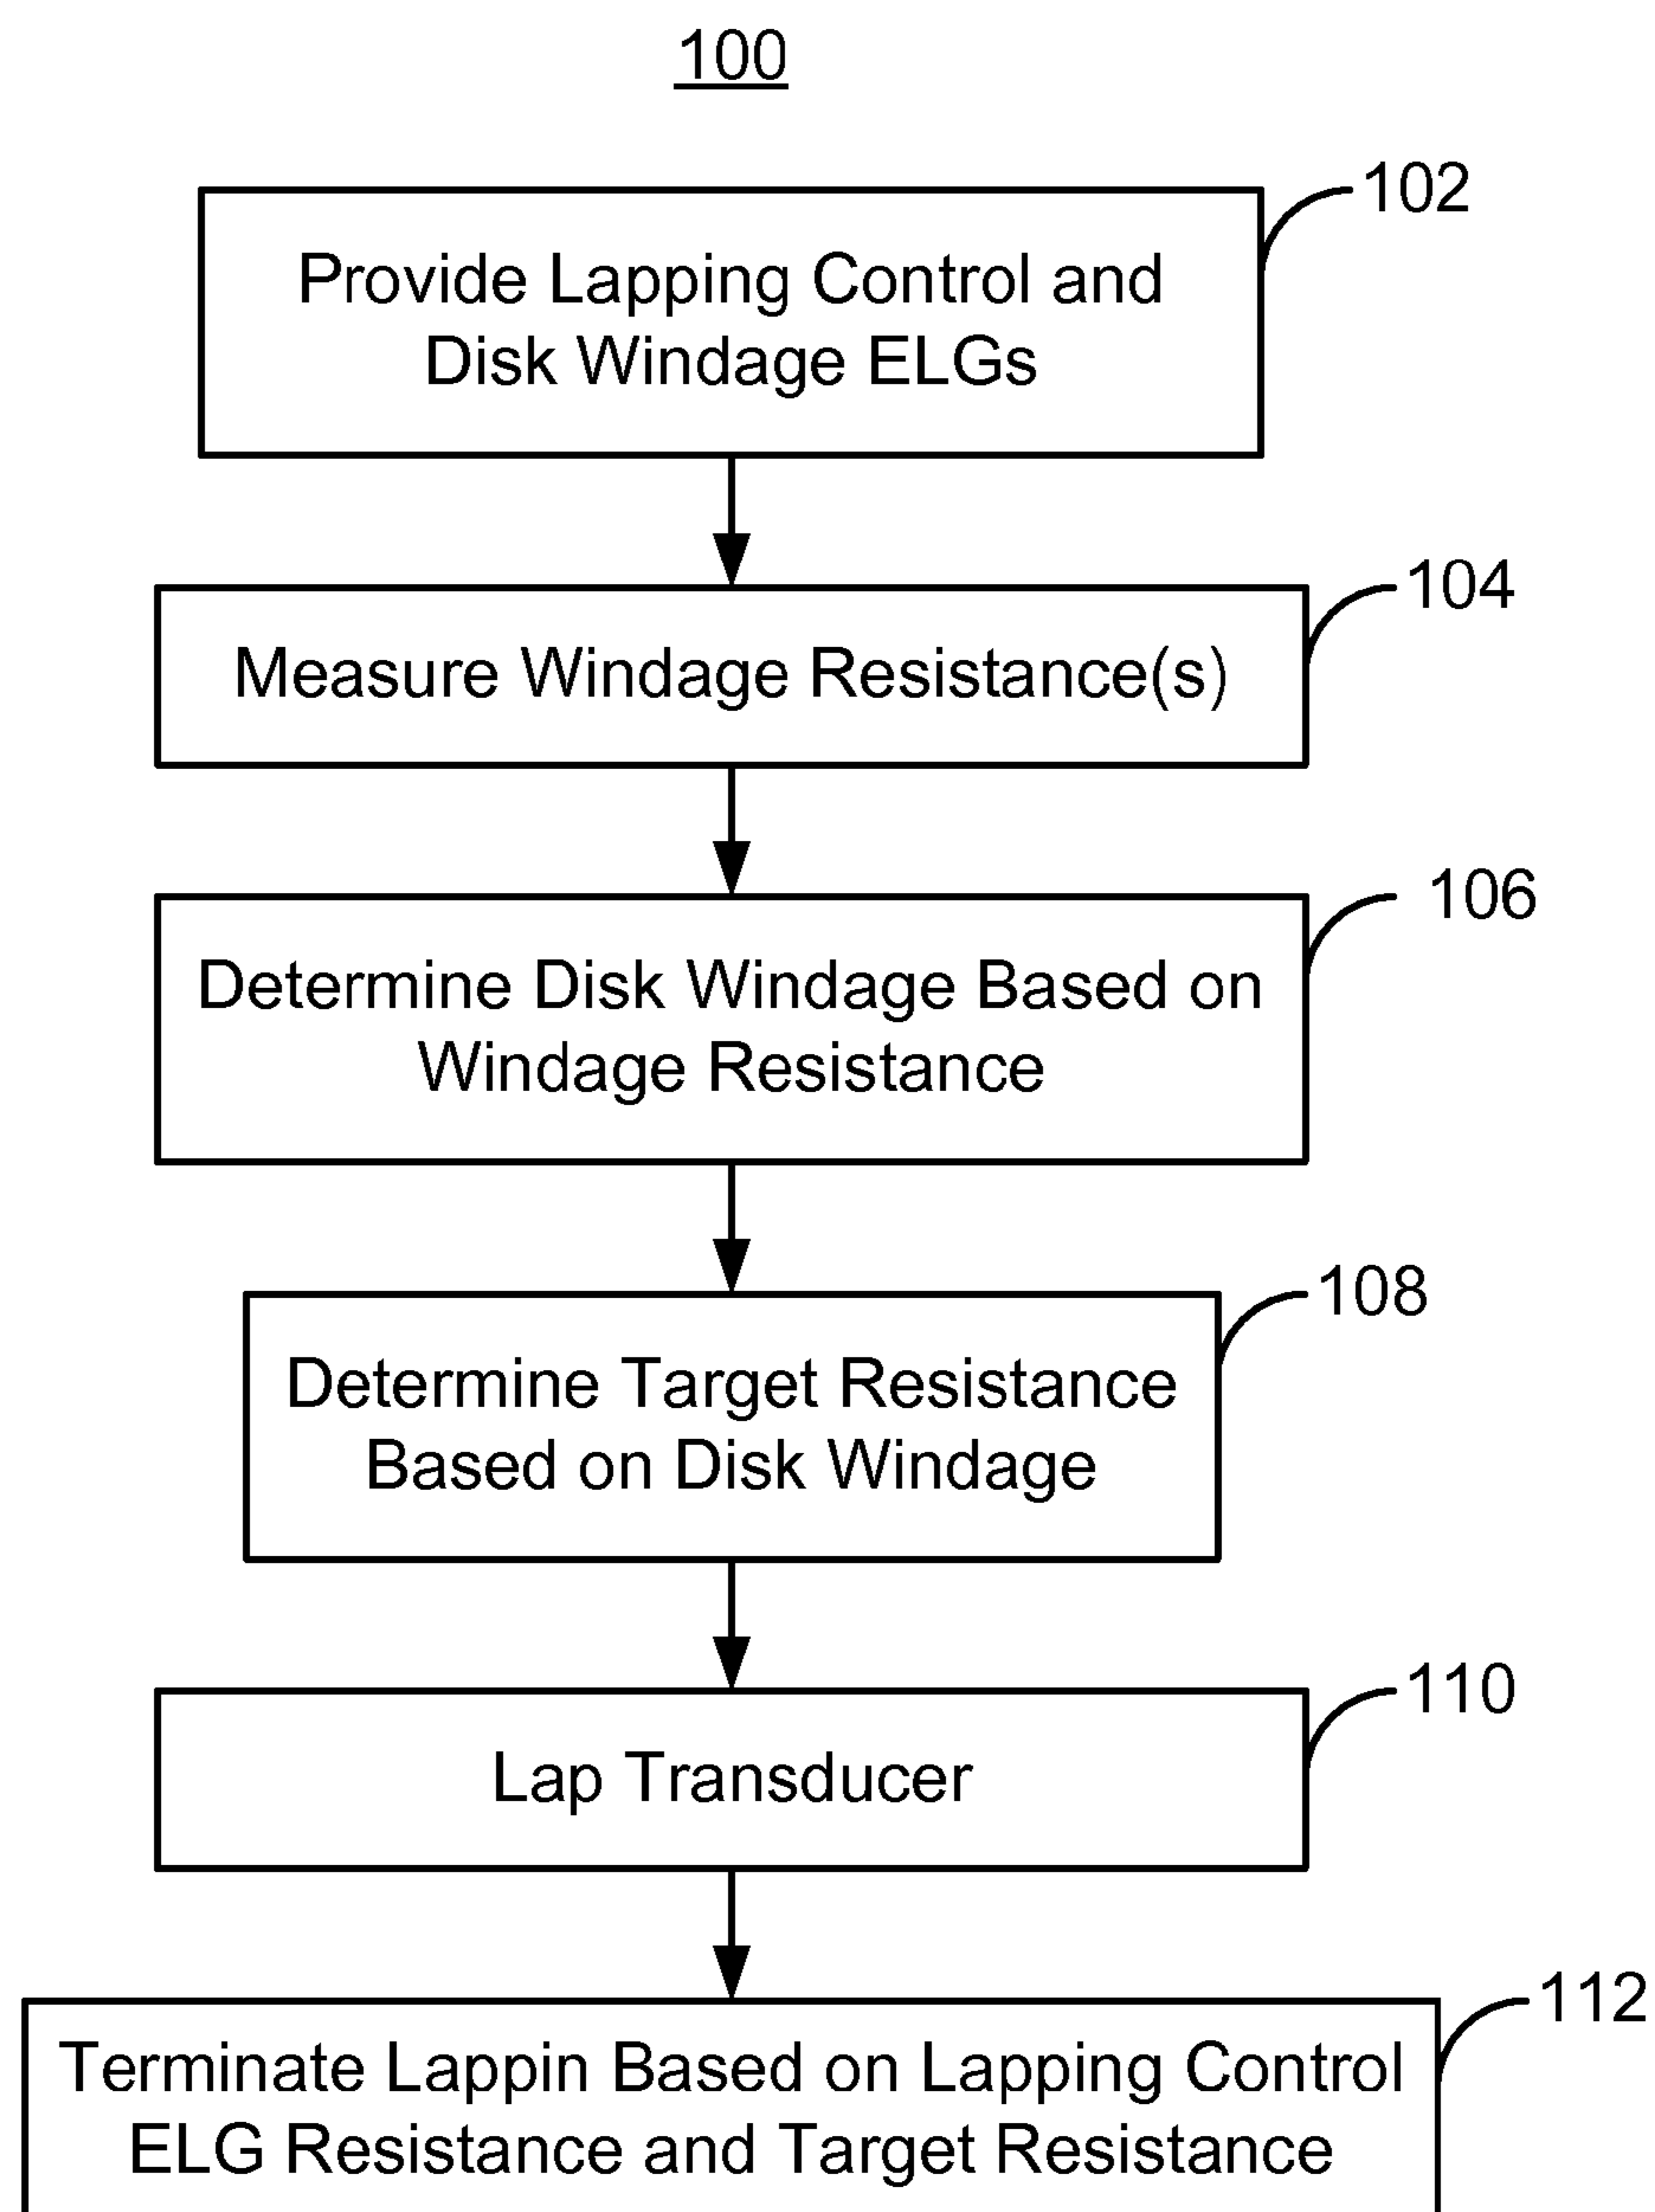 100
102
Provide Lapping Control and
Disk Windage ELGs
104
Measure Windage Resistance(s)
106
Determine Disk Windage Based on
Windage Resistance
108
Determine Target Resistance
Based on Disk Windage
110
Lap Transducer
112
Terminate Lappin Based on Lapping Control
ELG Resistance and Target Resistance